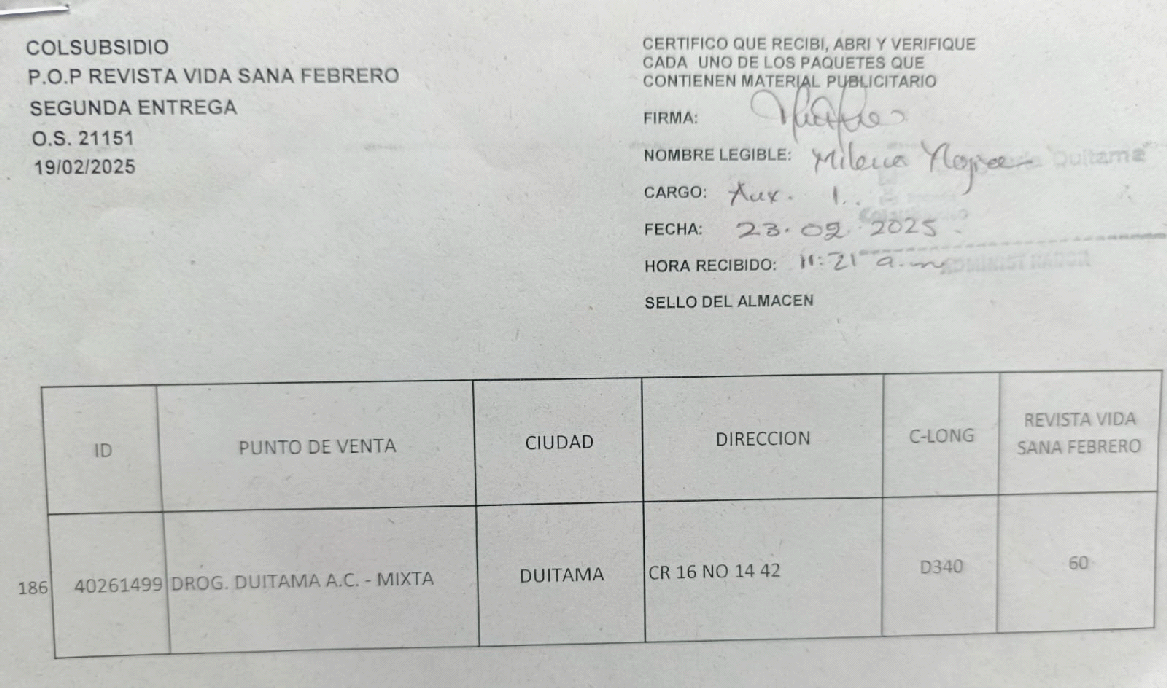 COLSUBSIDIO
P.O.P REVISTA VIDA SANA FEBRERO
SEGUNDA ENTREGA
O.S. 21151
19/02/2025
CERTIFICO QUE RECIBI, ABRI Y VERIFIQUE
CADA UNO DE LOS PAQUETES QUE
CONTIENEN MATERIAL PUBLICITARIO
FIRMA:
NOMBRE LEGIBLE: Milena
Duitama
CARGO: Aux. 1.
FECHA: 23.02.2025
HORA RECIBIDO: 11:21 a.m
ADMINISTRADOR
SELLO DEL ALMACEN
ID PUNTO DE VENTA CIUDAD DIRECCION C-LONG REVISTA VIDA
SANA FEBRERO
186 40261499 DROG. DUITAMA A.C. - MIXTA DUITAMA CR 16 NO 14 42 D340 60